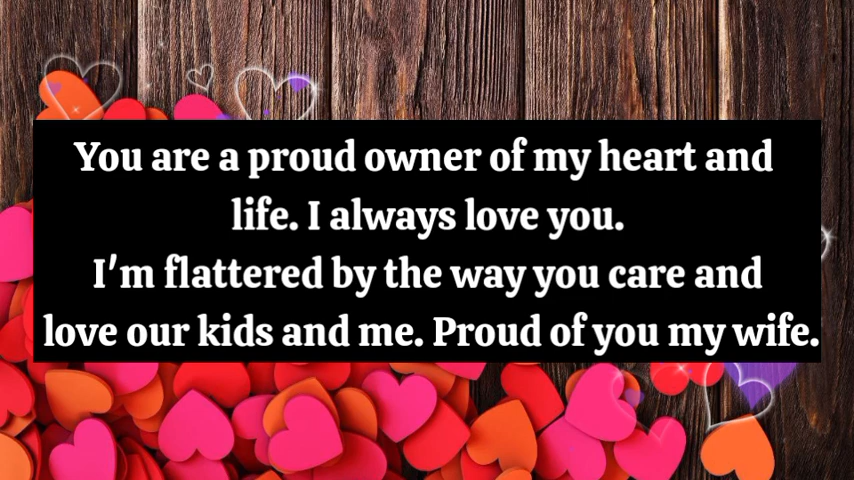 You are a proud owner of my heart and
life. I always love you.
I'm flattered by the way you care and
love our kids and me. Proud of you my wife.